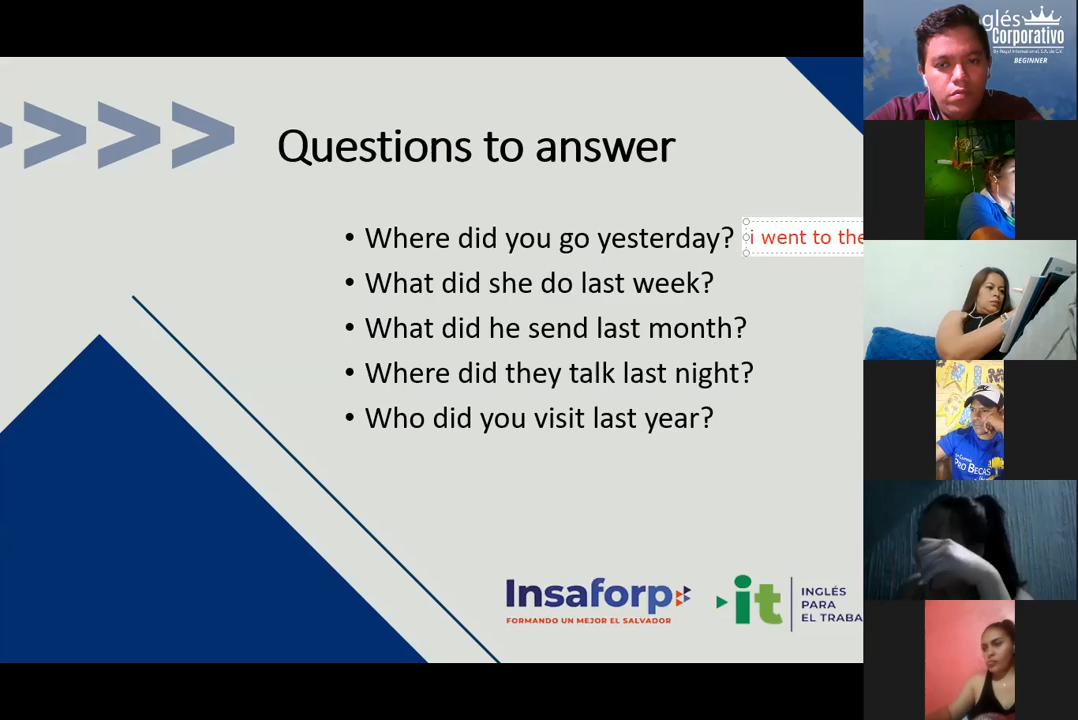 Questions to answer
• Where did you go yesterday? i went to the
• What did she do last week?
• What did he send last month?
• Where did they talk last night?
• Who did you visit last year?
Insaforp
FORMANDO UN MEJOR EL SALVADOR
it
INGLÉS
PARA
EL TRABA
glés
Corporativo
BEGINNER
PRO BECAS